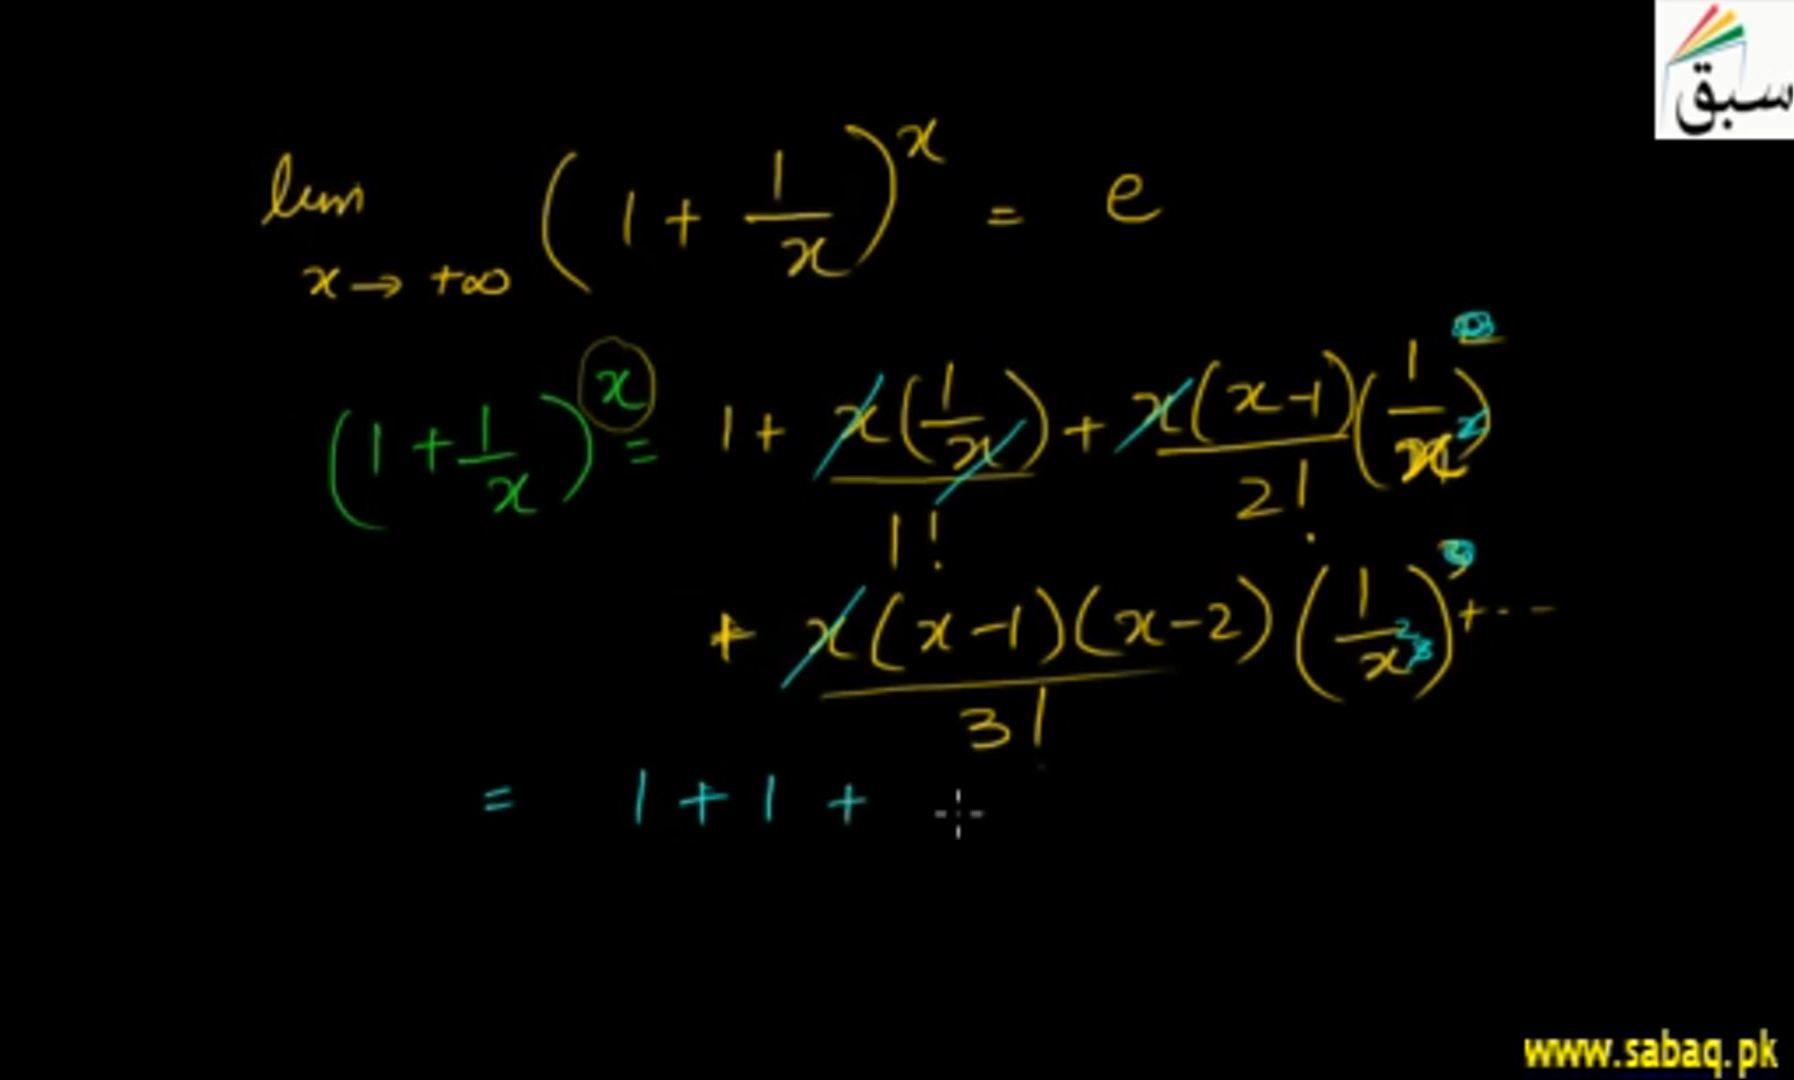 سبق
lim (1 + 1/x)^x = e
x → +∞
(1 + 1/x)^x = 1 + x(1/x)/1! + x(x-1)/2! (1/x)
+ x(x-1)(x-2)/3! (1/x²) + ---
= 1 + 1 +
www.sabaq.pk